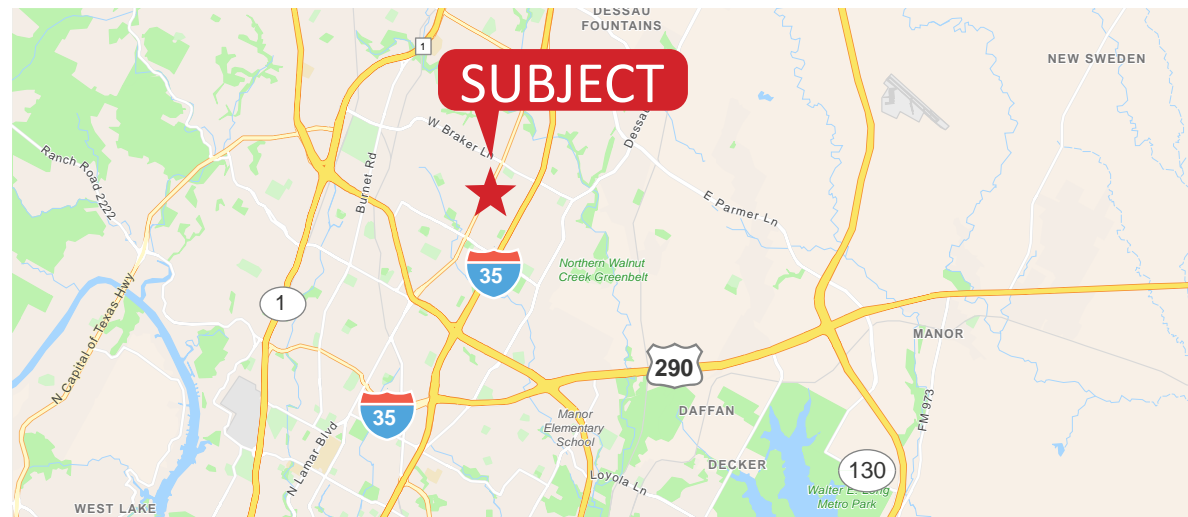 DESSAU
FOUNTAINS
1
NEW SWEDEN
SUBJECT
W Braker Ln
Dessau
Ranch Road 2222
Burnet Rd
E Parmer Ln
Northern Walnut
Creek Greenbelt
35
1
N Capital of Texas Hwy
MANOR
290
35
DAFFAN
Manor
Elementary
School
FM 973
N Lamar Blvd
DECKER
130
Loyola Ln
Walter E. Long
Metro Park
WEST LAKE